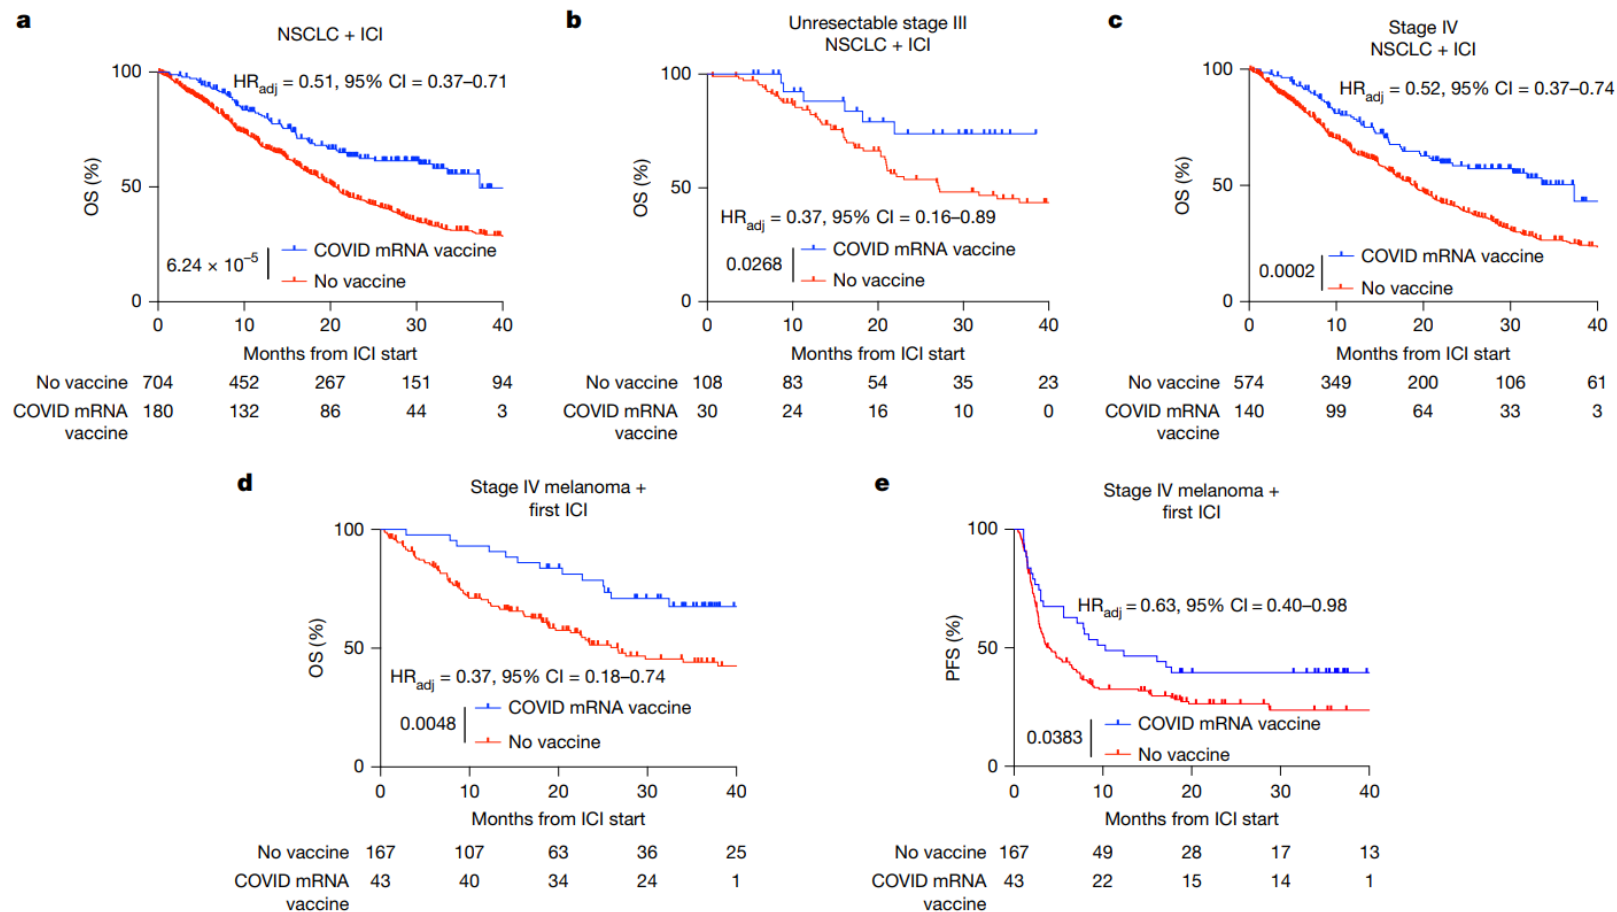 a
NSCLC + ICI
HRadj = 0.51, 95% CI = 0.37–0.71
100
50
0
OS (%)
6.24 × 10⁻⁵
COVID mRNA vaccine
No vaccine
0 10 20 30 40
Months from ICI start
No vaccine 704 452 267 151 94
COVID mRNA 180 132 86 44 3
vaccine
b
Unresectable stage III
NSCLC + ICI
100
50
0
OS (%)
HRadj = 0.37, 95% CI = 0.16–0.89
0.0268
COVID mRNA vaccine
No vaccine
0 10 20 30 40
Months from ICI start
No vaccine 108 83 54 35 23
COVID mRNA 30 24 16 10 0
vaccine
c
Stage IV
NSCLC + ICI
HRadj = 0.52, 95% CI = 0.37–0.74
100
50
0
OS (%)
0.0002
COVID mRNA vaccine
No vaccine
0 10 20 30 40
Months from ICI start
No vaccine 574 349 200 106 61
COVID mRNA 140 99 64 33 3
vaccine
d
Stage IV melanoma +
first ICI
100
50
0
OS (%)
HRadj = 0.37, 95% CI = 0.18–0.74
0.0048
COVID mRNA vaccine
No vaccine
0 10 20 30 40
Months from ICI start
No vaccine 167 107 63 36 25
COVID mRNA 43 40 34 24 1
vaccine
e
Stage IV melanoma +
first ICI
100
50
0
PFS (%)
HRadj = 0.63, 95% CI = 0.40–0.98
0.0383
COVID mRNA vaccine
No vaccine
0 10 20 30 40
Months from ICI start
No vaccine 167 49 28 17 13
COVID mRNA 43 22 15 14 1
vaccine